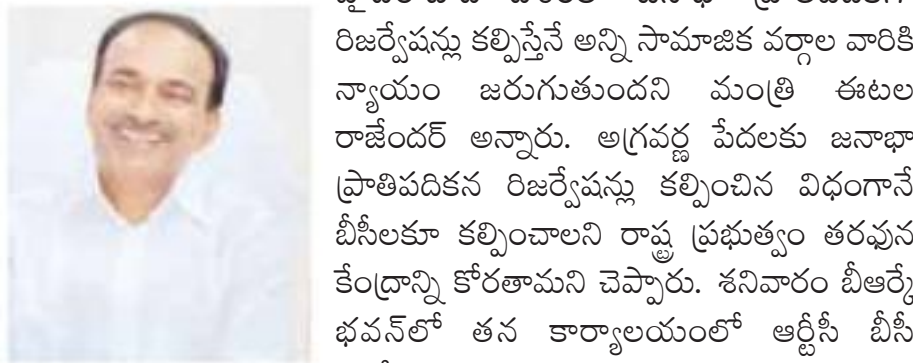 రిజర్వేషన్లు కల్పిస్తేనే అన్ని సామాజిక వర్గాల వారికి
న్యాయం జరుగుతుందని మంత్రి ఈటల
రాజేందర్ అన్నారు. అగ్రవర్ణ పేదలకు జనాభా
ప్రాతిపదికన రిజర్వేషన్లు కల్పించిన విధంగానే
బీసీలకూ కల్పించాలని రాష్ట్ర ప్రభుత్వం తరఫున
కేంద్రాన్ని కోరతామని చెప్పారు. శనివారం బీఆర్కే
భవన్‌లో తన కార్యాలయంలో ఆర్టీసీ బీసీ